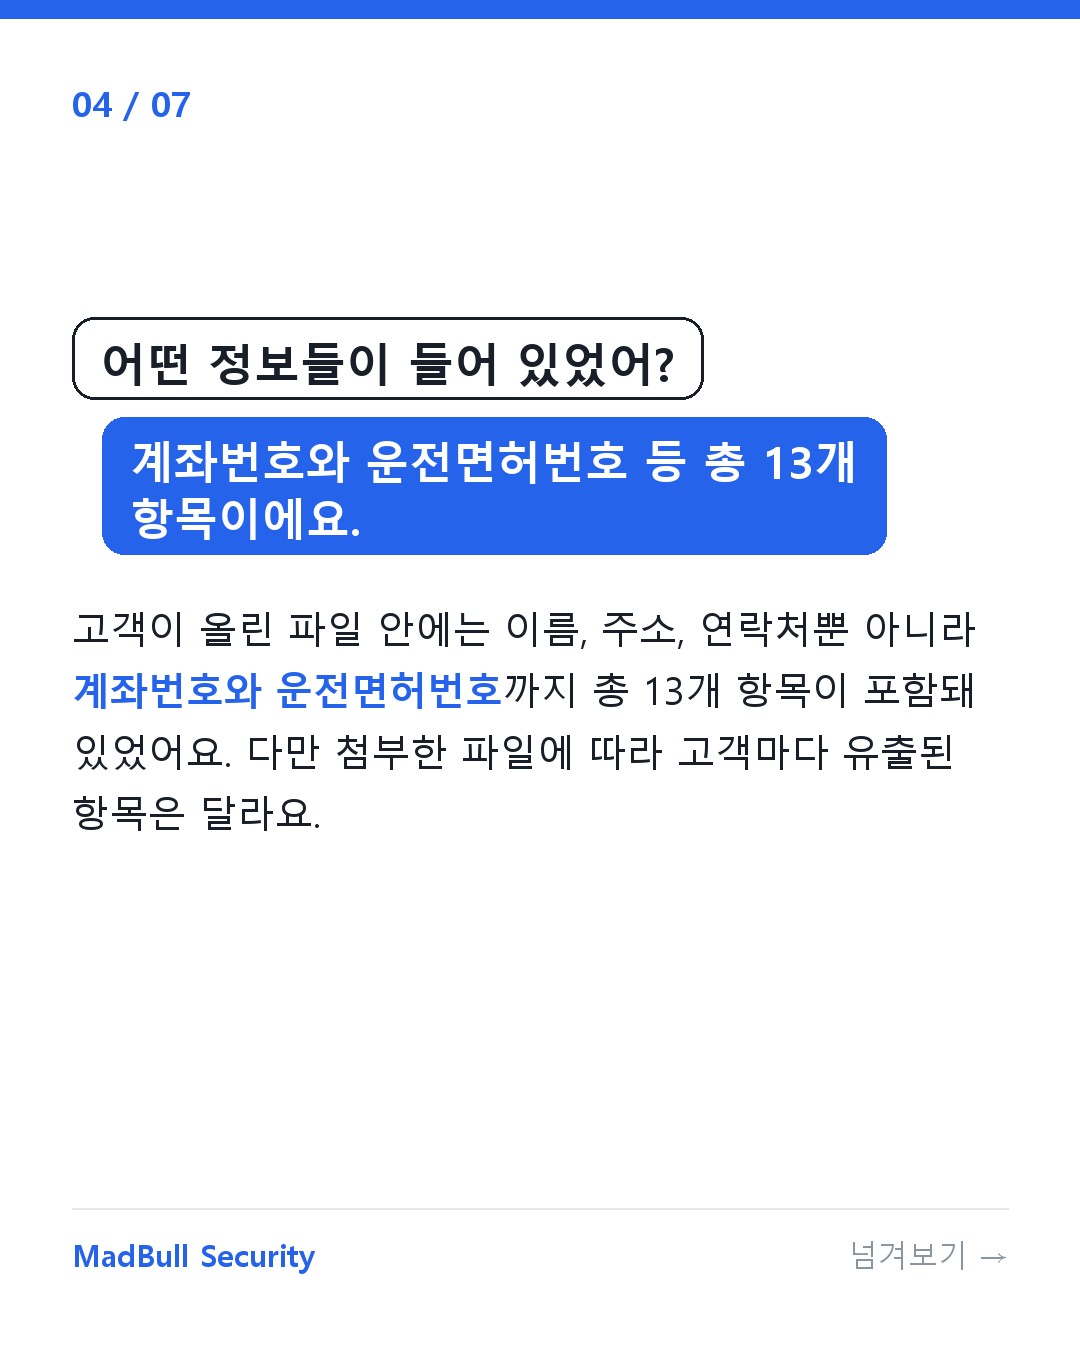 04 / 07
어떤 정보들이 들어 있었어?
계좌번호와 운전면허번호 등 총 13개
항목이에요.
고객이 올린 파일 안에는 이름, 주소, 연락처뿐 아니라
계좌번호와 운전면허번호까지 총 13개 항목이 포함돼
있었어요. 다만 첨부한 파일에 따라 고객마다 유출된
항목은 달라요.
MadBull Security
넘겨보기 →